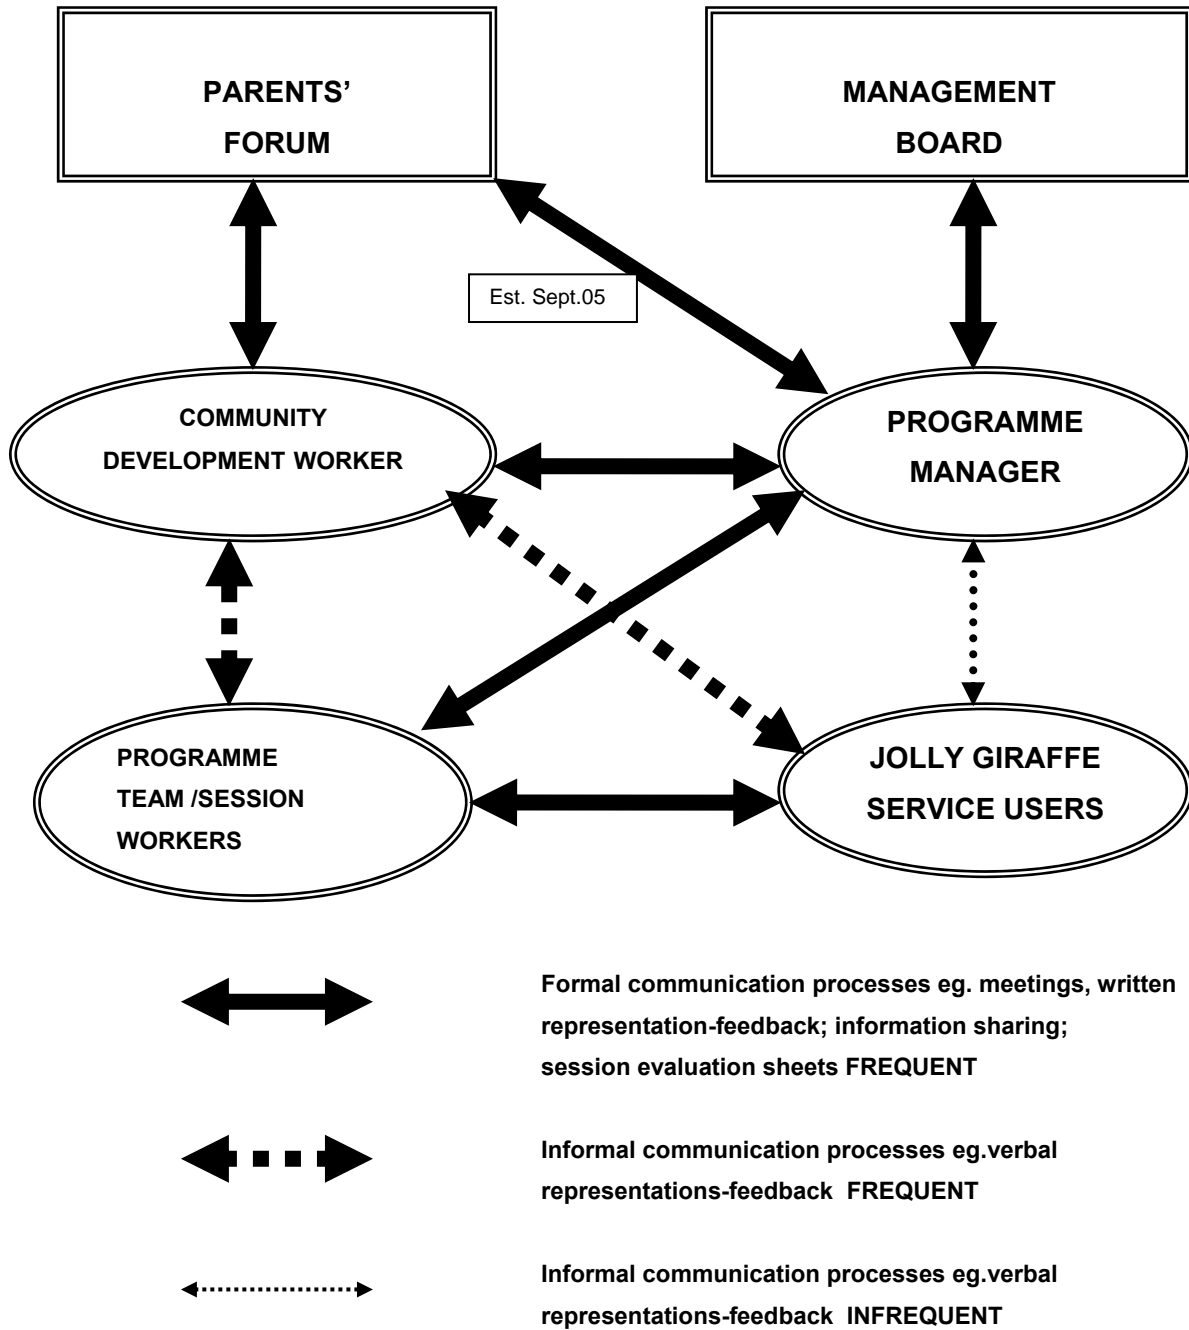 PARENTS’
FORUM
MANAGEMENT
BOARD
Est. Sept.05
COMMUNITY
DEVELOPMENT WORKER
PROGRAMME
MANAGER
PROGRAMME
TEAM /SESSION
WORKERS
JOLLY GIRAFFE
SERVICE USERS
Formal communication processes eg. meetings, written
representation-feedback; information sharing;
session evaluation sheets FREQUENT
Informal communication processes eg.verbal
representations-feedback  FREQUENT
Informal communication processes eg.verbal
representations-feedback  INFREQUENT